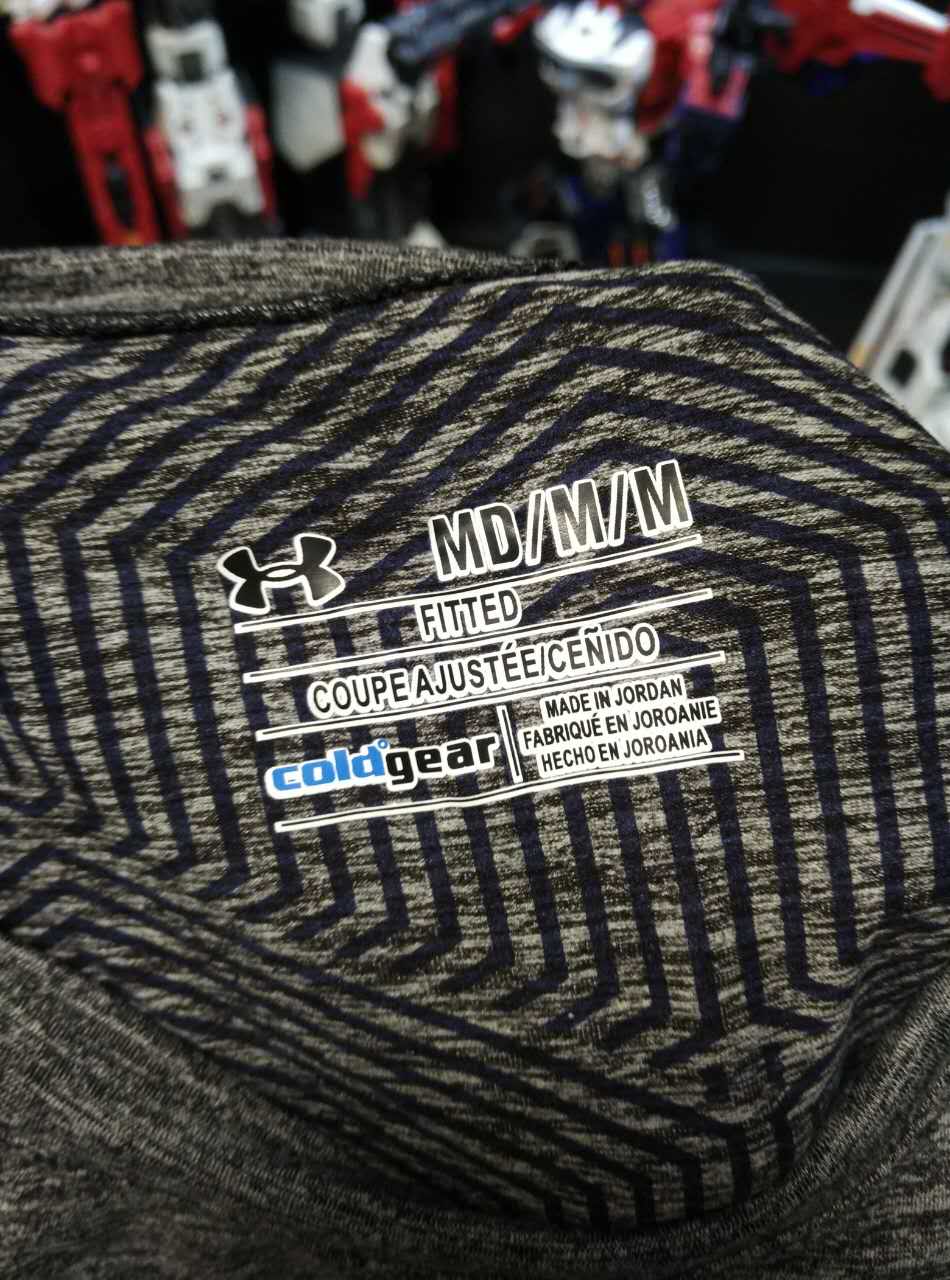 MD/M/M
FITTED
COUPE AJUSTÉE/CEÑIDO
coldgear
MADE IN JORDAN
FABRIQUÉ EN JOROANIE
HECHO EN JOROANIA